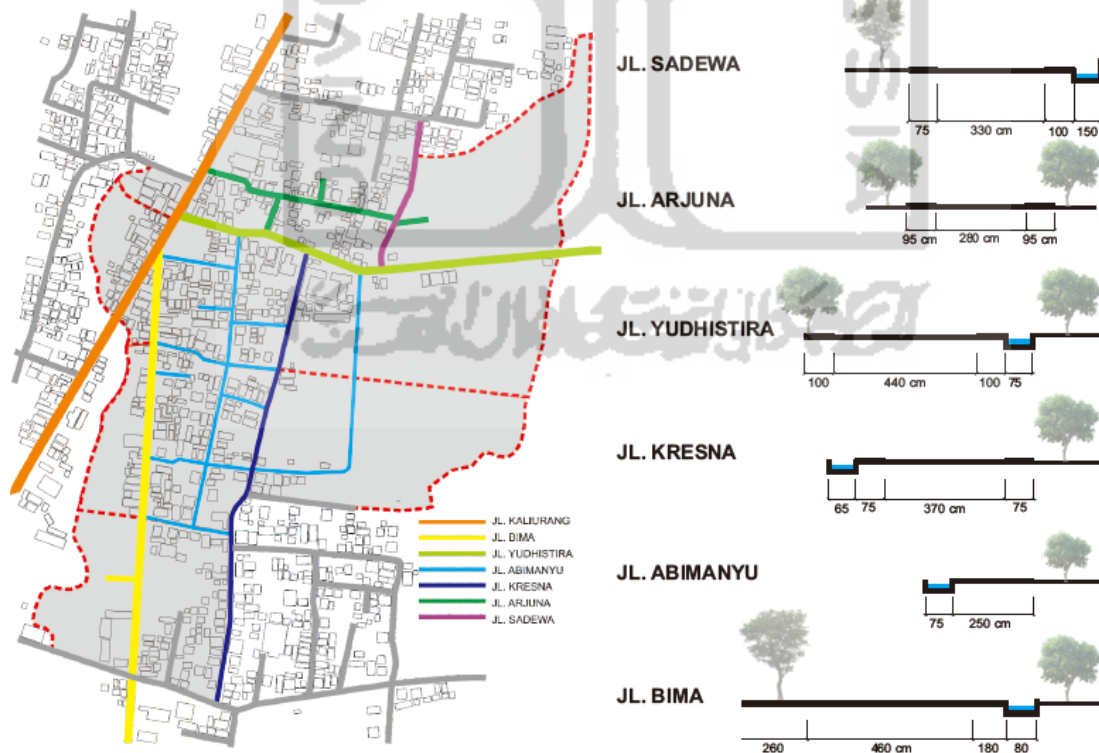 JL. KALIURANG
JL. BIMA
JL. YUDHISTIRA
JL. ABIMANYU
JL. KRESNA
JL. ARJUNA
JL. SADEWA
JL. SADEWA
75 330 cm 100 150
JL. ARJUNA
95 cm 280 cm 95 cm
JL. YUDHISTIRA
100 440 cm 100 75
JL. KRESNA
65 75 370 cm 75
JL. ABIMANYU
75 250 cm
JL. BIMA
260 460 cm 180 80